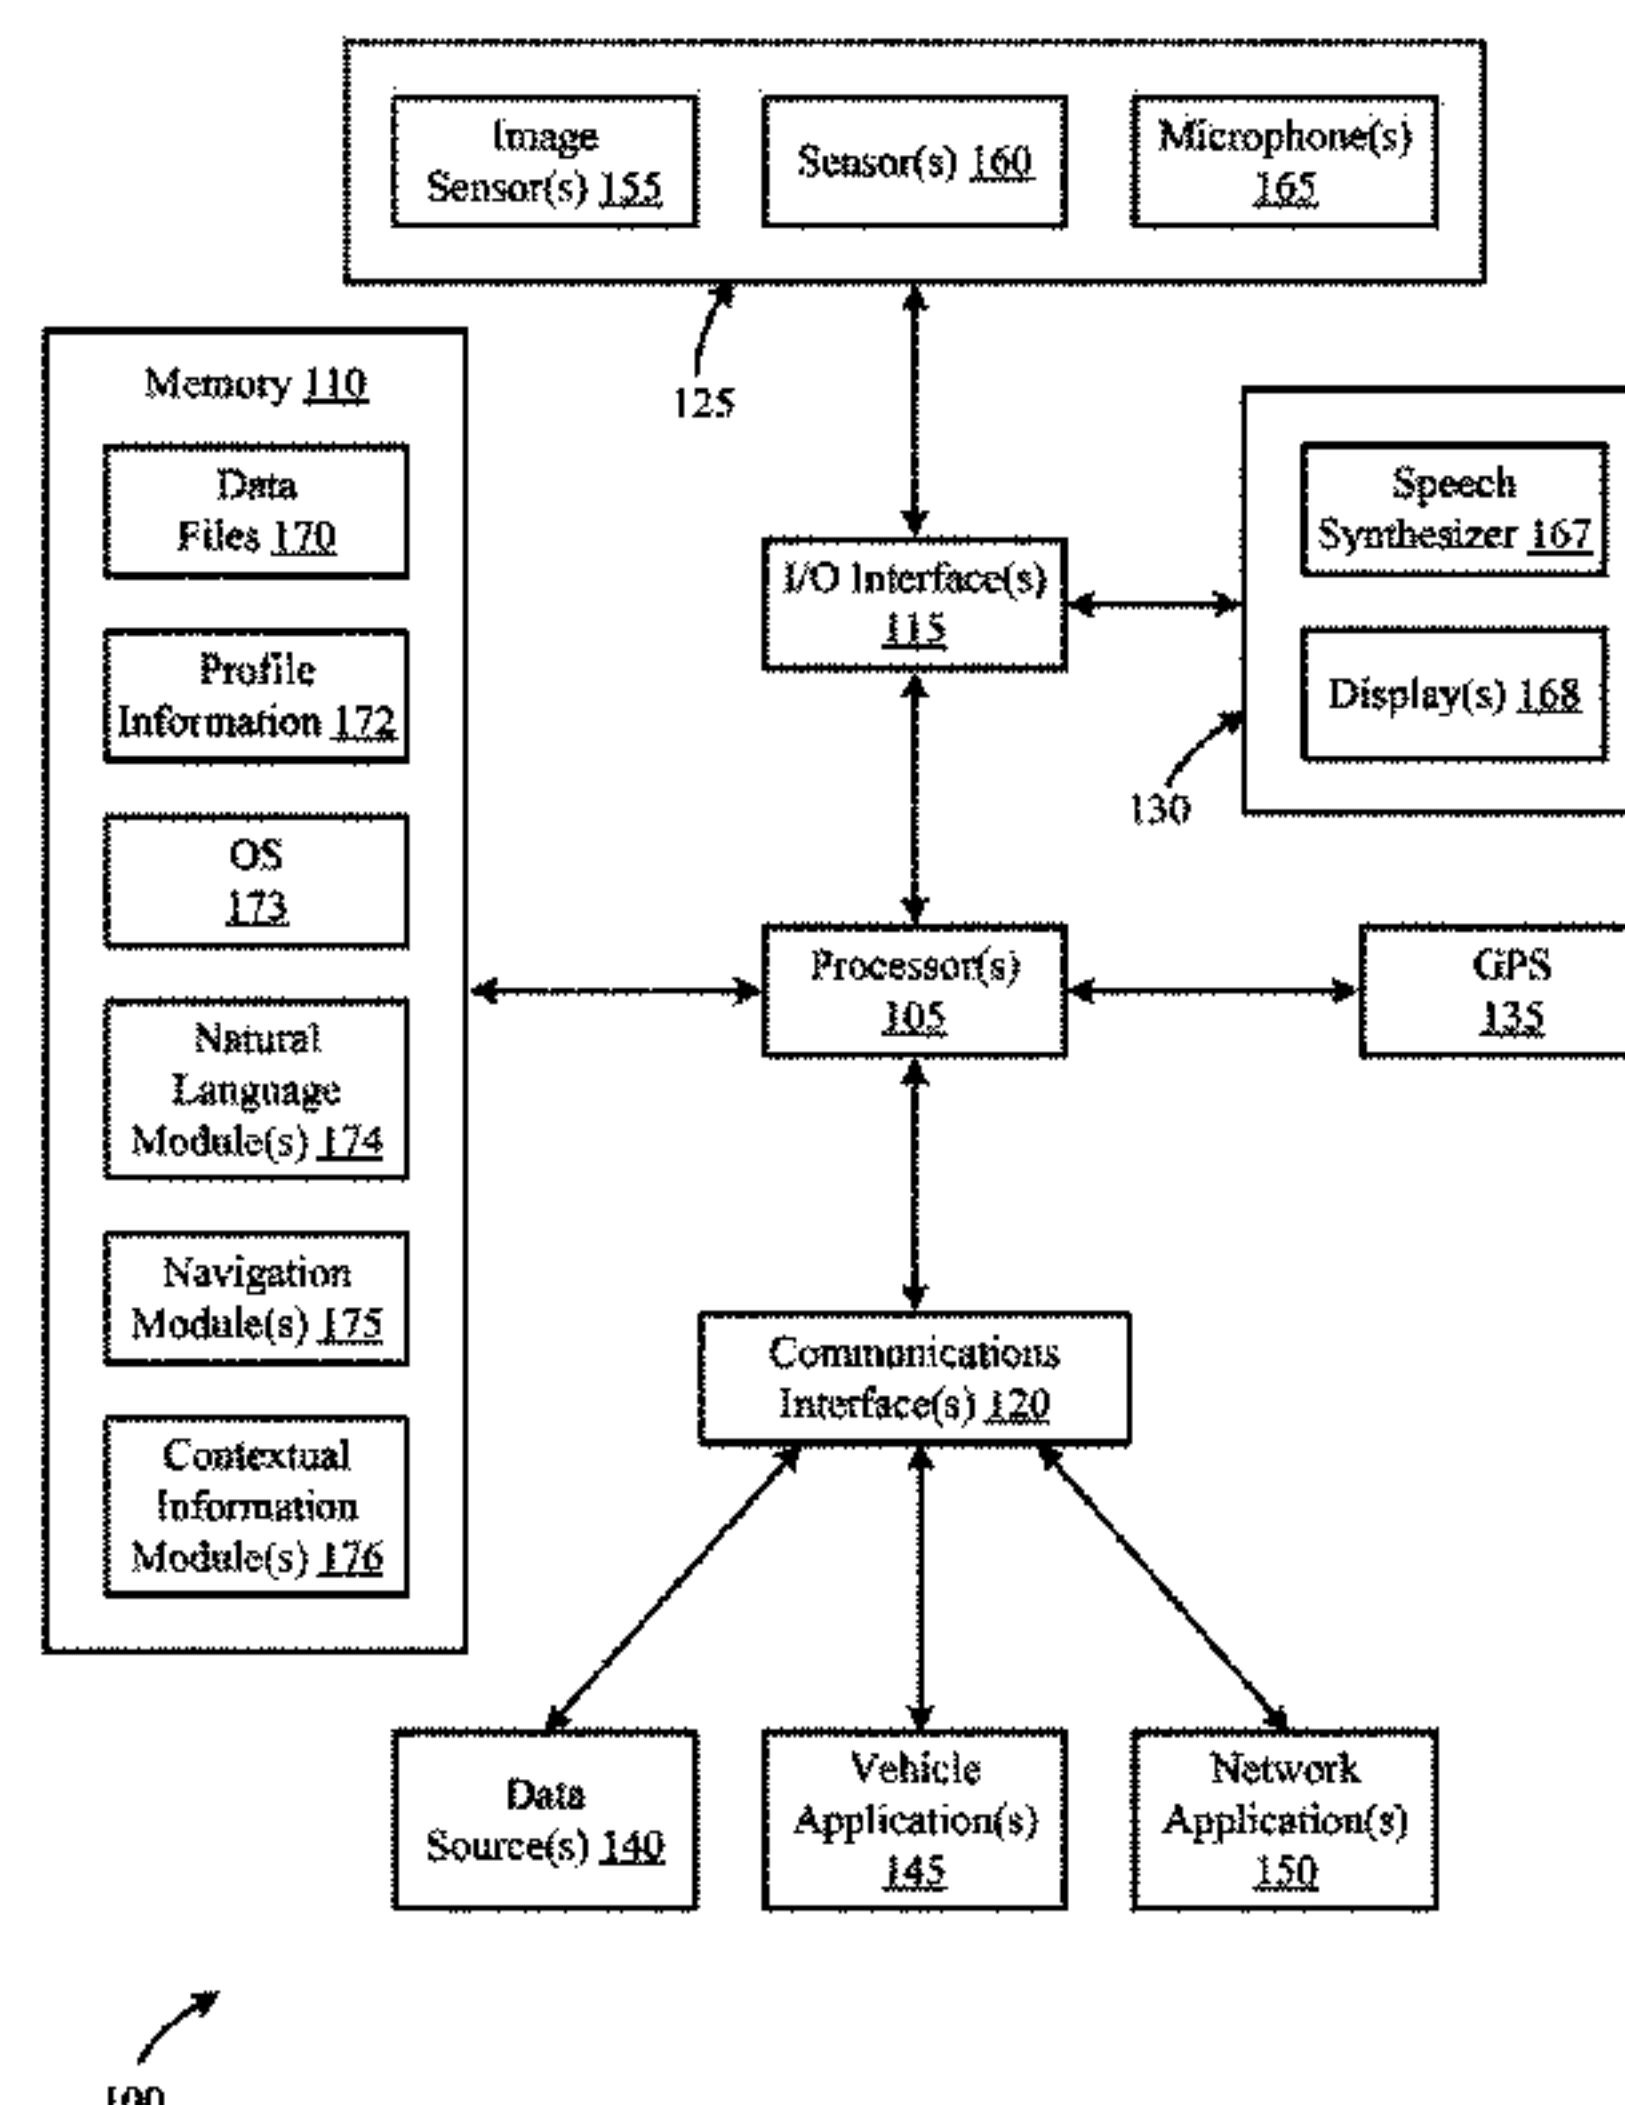 Image
Sensor(s) 155
Sensor(s) 160
Microphone(s)
165
125
Memory 110
Data
Files 170
Profile
Information 172
OS
173
Natural
Language
Module(s) 174
Navigation
Module(s) 175
Contextual
Information
Module(s) 176
I/O Interface(s)
115
Speech
Synthesizer 167
Display(s) 168
130
Processor(s)
105
GPS
135
Communications
Interface(s) 120
Data
Source(s) 140
Vehicle
Application(s)
145
Network
Application(s)
150
100